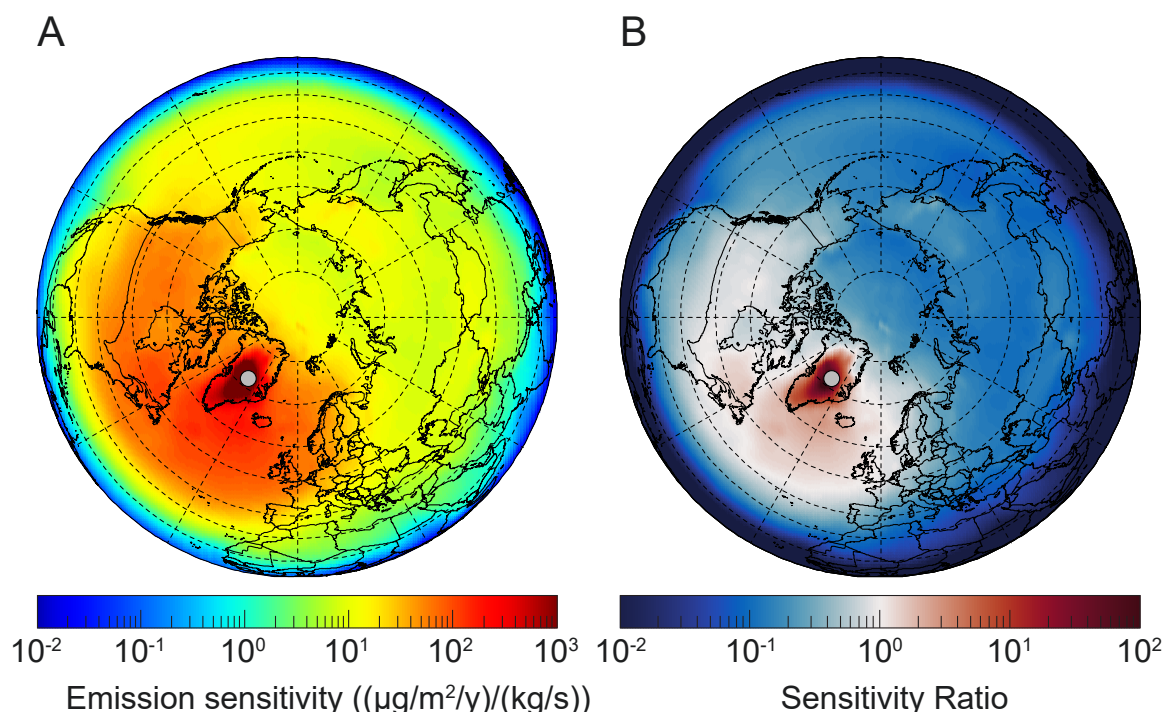 A B
10⁻² 10⁻¹ 10⁰ 10¹ 10² 10³ 10⁻² 10⁻¹ 10⁰ 10¹ 10²
Emission sensitivity ((µg/m²/y)/(kg/s)) Sensitivity Ratio